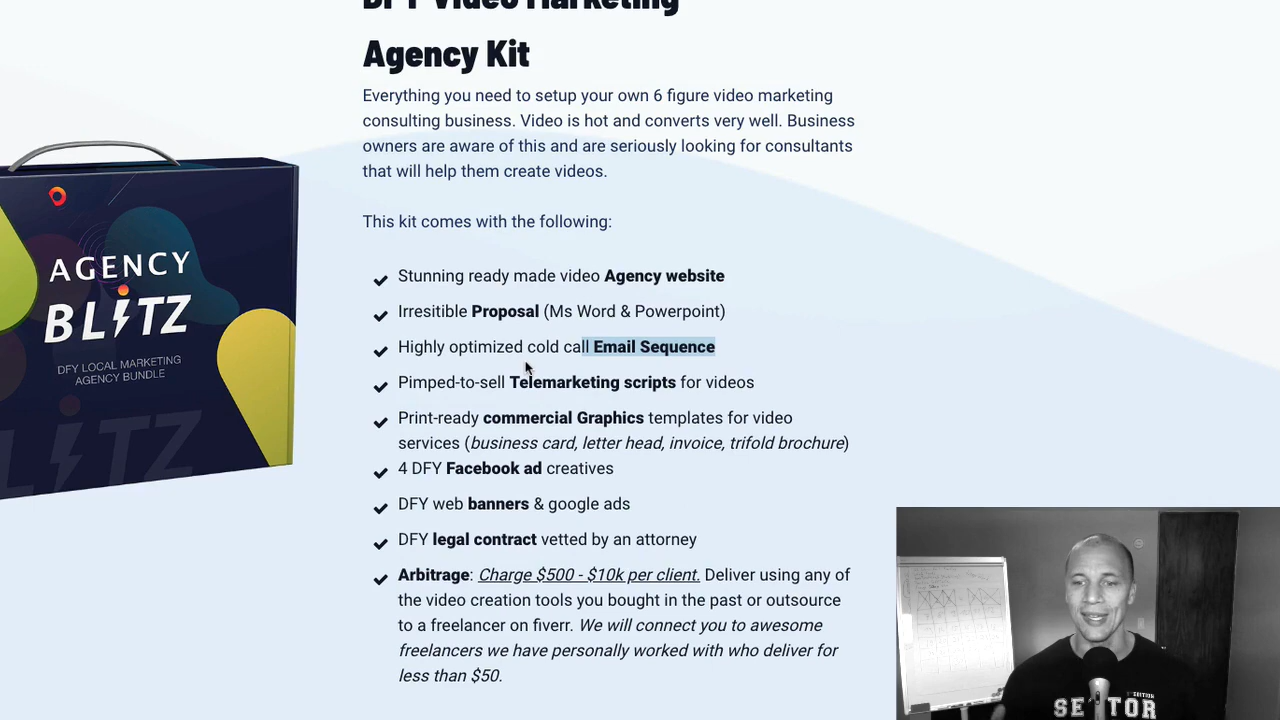 DFY Video Marketing
Agency Kit
Everything you need to setup your own 6 figure video marketing
consulting business. Video is hot and converts very well. Business
owners are aware of this and are seriously looking for consultants
that will help them create videos.
This kit comes with the following:
Stunning ready made video Agency website
Irresitible Proposal (Ms Word & Powerpoint)
Highly optimized cold call Email Sequence
Pimped-to-sell Telemarketing scripts for videos
Print-ready commercial Graphics templates for video
services (business card, letter head, invoice, trifold brochure)
4 DFY Facebook ad creatives
DFY web banners & google ads
DFY legal contract vetted by an attorney
Arbitrage: Charge $500 - $10k per client. Deliver using any of
the video creation tools you bought in the past or outsource
to a freelancer on fiverr. We will connect you to awesome
freelancers we have personally worked with who deliver for
less than $50.
AGENCY
BLITZ
DFY LOCAL MARKETING
AGENCY BUNDLE